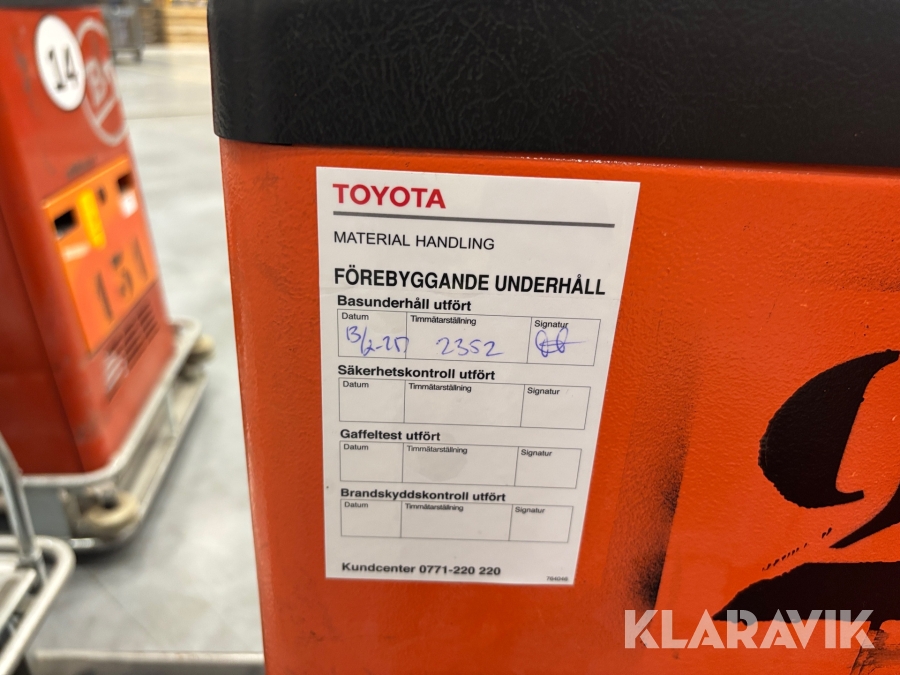 14
B
151
TOYOTA
MATERIAL HANDLING
FÖREBYGGANDE UNDERHÅLL
Basunderhåll utfört
Datum Timmätarställning Signatur
2352
Säkerhetskontroll utfört
Datum Timmätarställning Signatur
Gaffeltest utfört
Datum Timmätarställning Signatur
Brandskyddskontroll utfört
Datum Timmätarställning Signatur
Kundcenter 0771-220 220
KLARAVIK